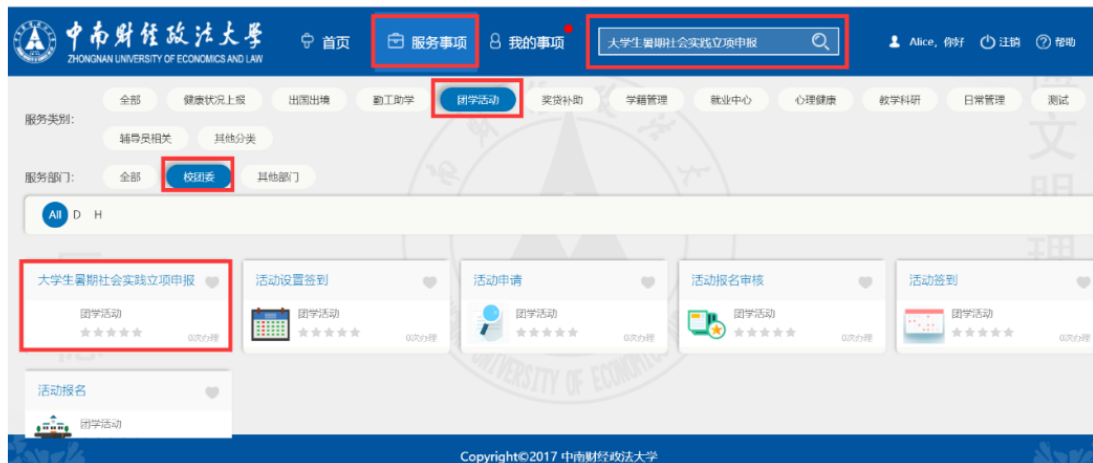 中南财经政法大学
ZHONGNAN UNIVERSITY OF ECONOMICS AND LAW
首页
服务事项
我的事项
大学生暑期社会实践立项申报
Alice，你好
注销
帮助
服务类别：
全部 健康状况上报 出国出境 勤工助学 团学活动 奖贷补助 学籍管理 就业中心 心理健康 教学科研 日常管理 测试
辅导员相关 其他分类
服务部门： 全部 校团委 其他部门
All D H
大学生暑期社会实践立项申报
团学活动
0次办理
活动设置签到
团学活动
0次办理
活动申请
团学活动
0次办理
活动报名审核
团学活动
0次办理
活动签到
团学活动
0次办理
活动报名
团学活动
UNIVERSITY OF ECONOMICS
文
明
Copyright©2017 中南财经政法大学